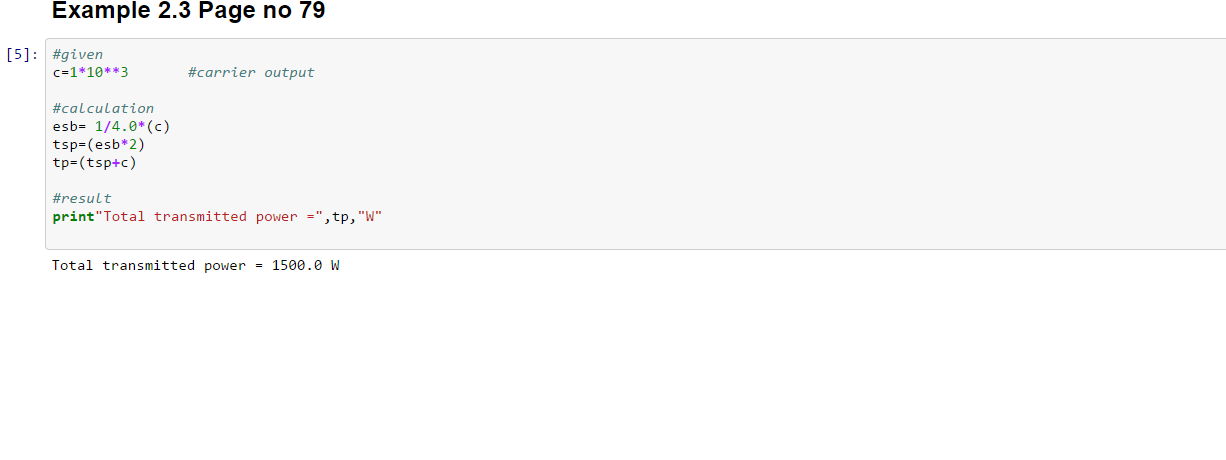 Example 2.3 Page no 79
[5]: #given
c=1*10**3 #carrier output
#calculation
esb= 1/4.0*(c)
tsp=(esb*2)
tp=(tsp+c)
#result
print"Total transmitted power =",tp,"W"
Total transmitted power = 1500.0 W